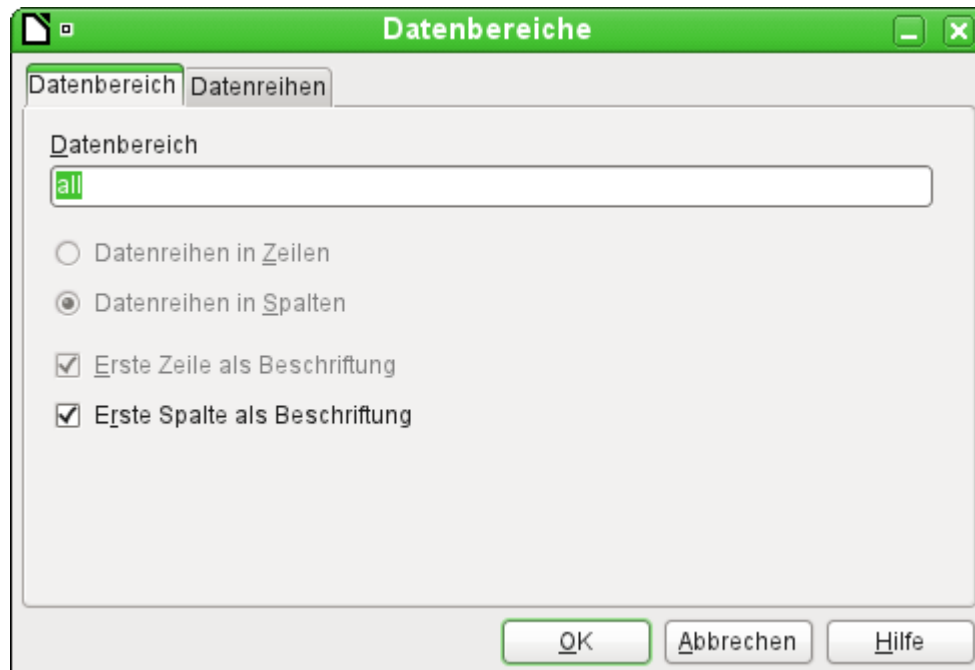 Datenbereiche
Datenbereich Datenreihen
Datenbereich
all
Datenreihen in Zeilen
Datenreihen in Spalten
Erste Zeile als Beschriftung
Erste Spalte als Beschriftung
OK Abbrechen Hilfe